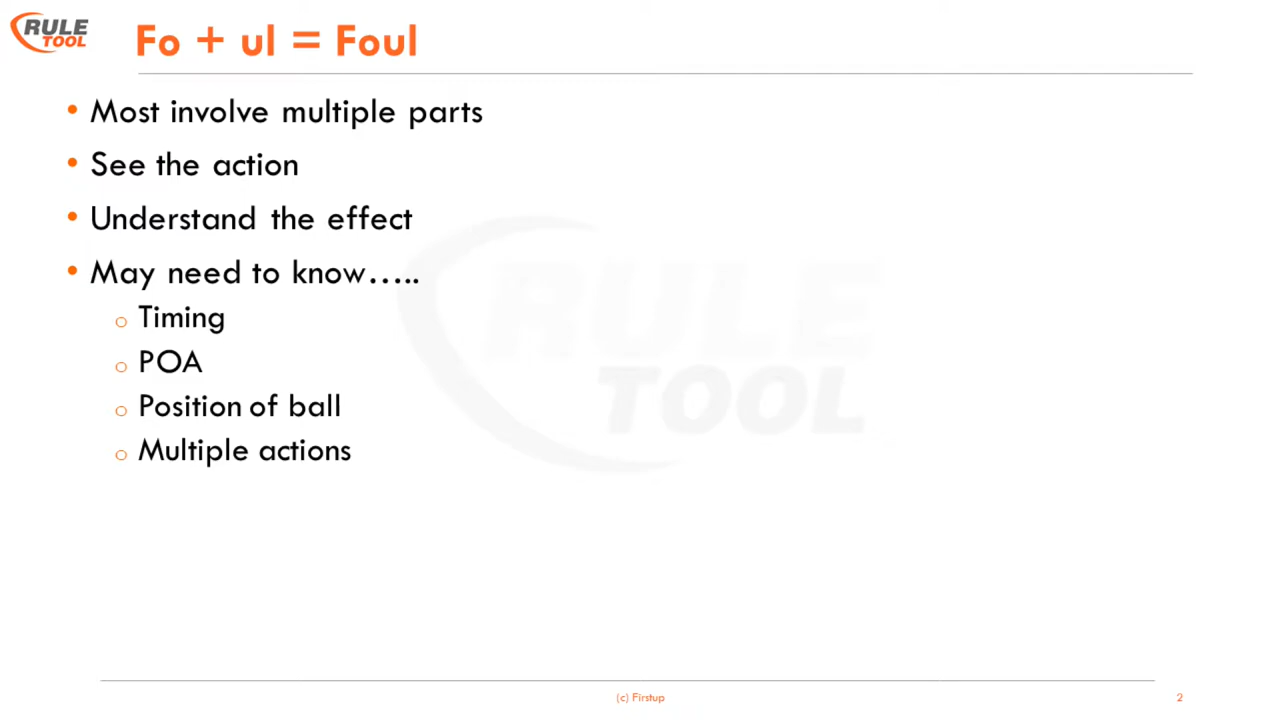 RULE
TOOL
Fo + ul = Foul
• Most involve multiple parts
• See the action
• Understand the effect
• May need to know…..
o Timing
o POA
o Position of ball
o Multiple actions
RULE
TOOL
(c) Firstup
2